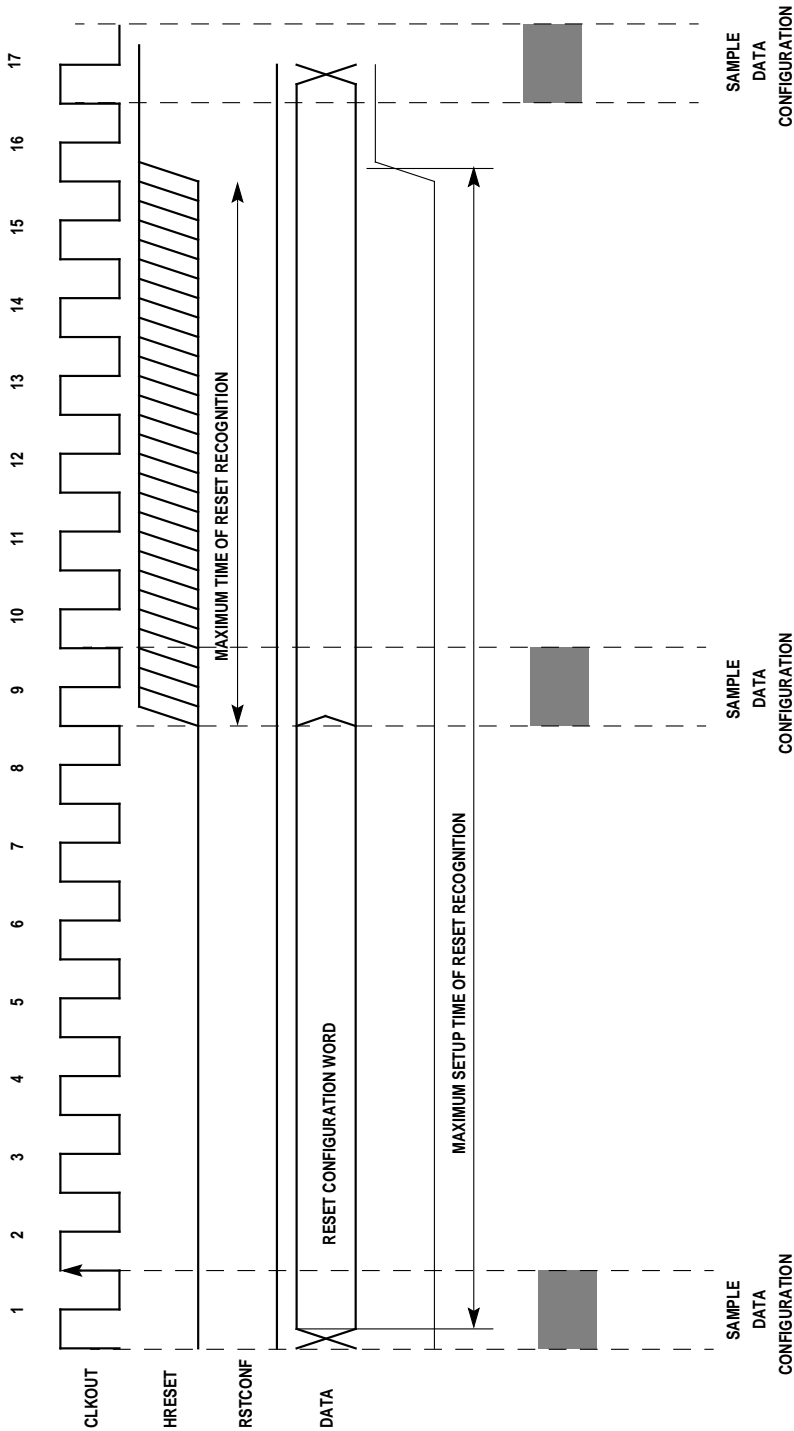 1 2 3 4 5 6 7 8 9 10 11 12 13 14 15 16 17
CLKOUT
HRESET
RSTCONF
MAXIMUM TIME OF RESET RECOGNITION
DATA
RESET CONFIGURATION WORD
MAXIMUM SETUP TIME OF RESET RECOGNITION
SAMPLE
DATA
CONFIGURATION
SAMPLE
DATA
CONFIGURATION
SAMPLE
DATA
CONFIGURATION